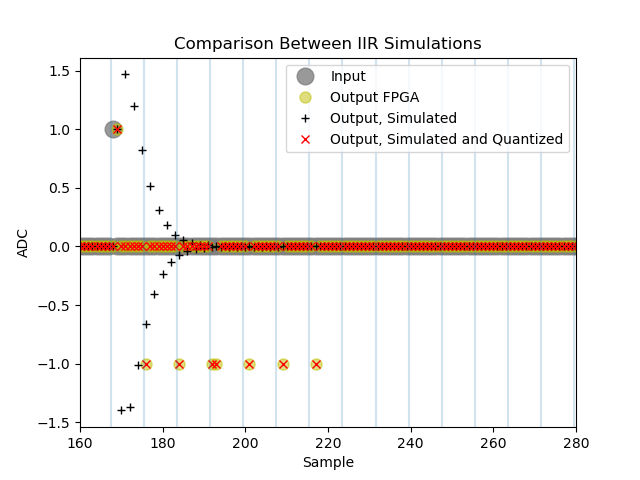 Comparison Between IIR Simulations
Input
Output FPGA
Output, Simulated
Output, Simulated and Quantized
ADC
1.5
1.0
0.5
0.0
−0.5
−1.0
−1.5
160 180 200 220 240 260 280
Sample